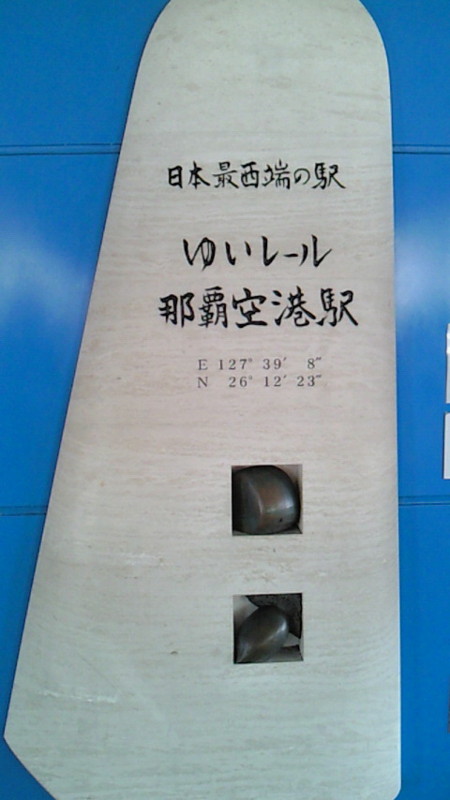 日本最西端の駅
ゆいレール
那覇空港駅
E 127° 39′ 8″
N 26° 12′ 23″